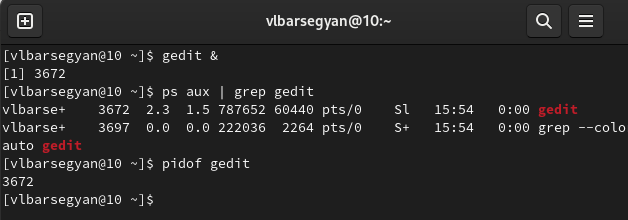 vlbarsegyan@10:~
[vlbarsegyan@10 ~]$ gedit &
[1] 3672
[vlbarsegyan@10 ~]$ ps aux | grep gedit
vlbarse+    3672  2.3  1.5 787652 60440 pts/0    Sl   15:54   0:00 gedit
vlbarse+    3697  0.0  0.0 222036  2264 pts/0    S+   15:54   0:00 grep --colo
auto gedit
[vlbarsegyan@10 ~]$ pidof gedit
3672
[vlbarsegyan@10 ~]$